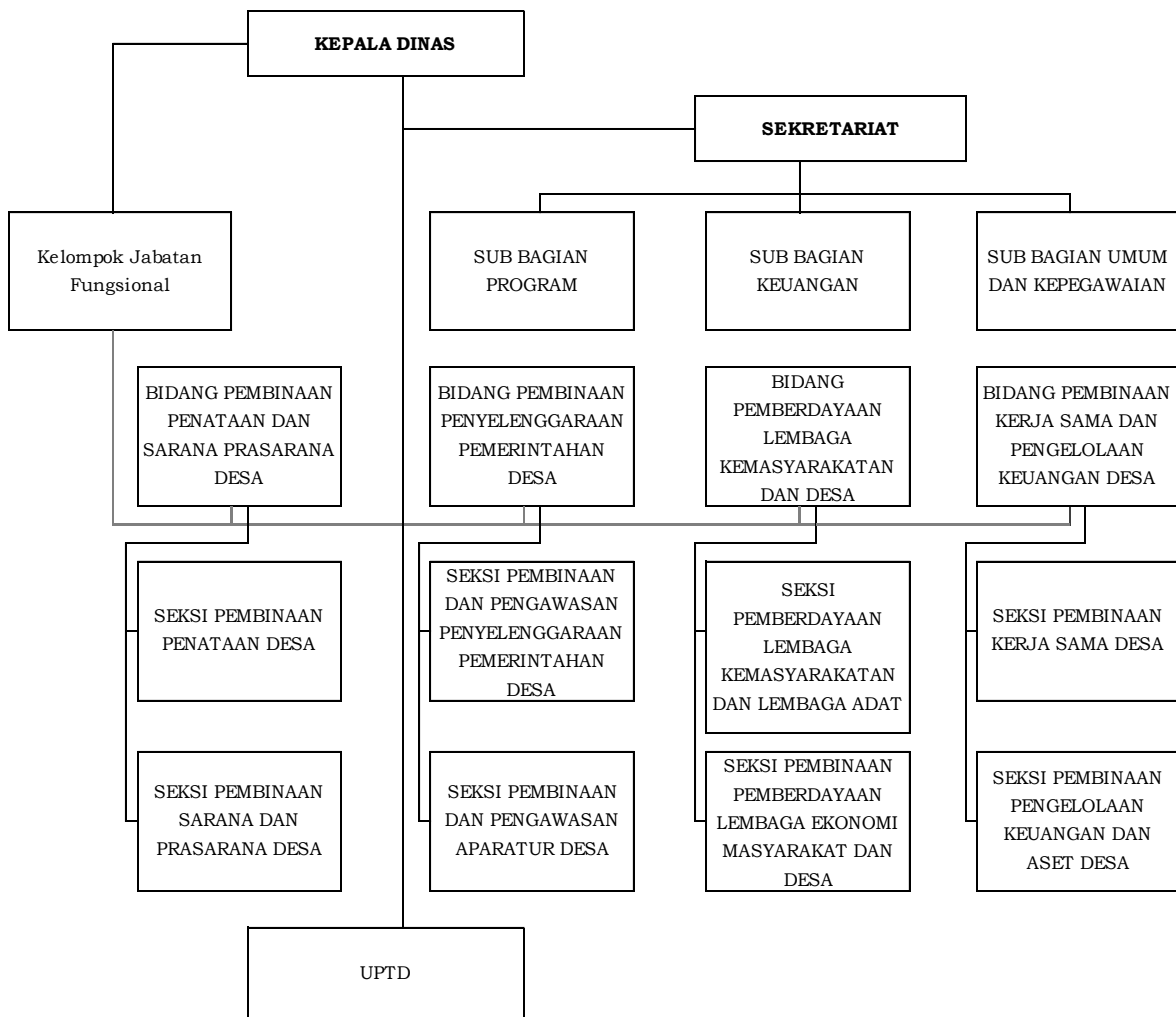 KEPALA DINAS
SEKRETARIAT
Kelompok Jabatan
Fungsional
SUB BAGIAN
PROGRAM
SUB BAGIAN
KEUANGAN
SUB BAGIAN UMUM
DAN KEPEGAWAIAN
BIDANG PEMBINAAN
PENATAAN DAN
SARANA PRASARANA
DESA
BIDANG PEMBINAAN
PENYELENGGARAAN
PEMERINTAHAN
DESA
BIDANG
PEMBERDAYAAN
LEMBAGA
KEMASYARAKATAN
DAN DESA
BIDANG PEMBINAAN
KERJA SAMA DAN
PENGELOLAAN
KEUANGAN DESA
SEKSI PEMBINAAN
PENATAAN DESA
SEKSI PEMBINAAN
DAN PENGAWASAN
PENYELENGGARAAN
PEMERINTAHAN
DESA
SEKSI
PEMBERDAYAAN
LEMBAGA
KEMASYARAKATAN
DAN LEMBAGA ADAT
SEKSI PEMBINAAN
KERJA SAMA DESA
SEKSI PEMBINAAN
SARANA DAN
PRASARANA DESA
SEKSI PEMBINAAN
DAN PENGAWASAN
APARATUR DESA
SEKSI PEMBINAAN
PEMBERDAYAAN
LEMBAGA EKONOMI
MASYARAKAT DAN
DESA
SEKSI PEMBINAAN
PENGELOLAAN
KEUANGAN DAN
ASET DESA
UPTD